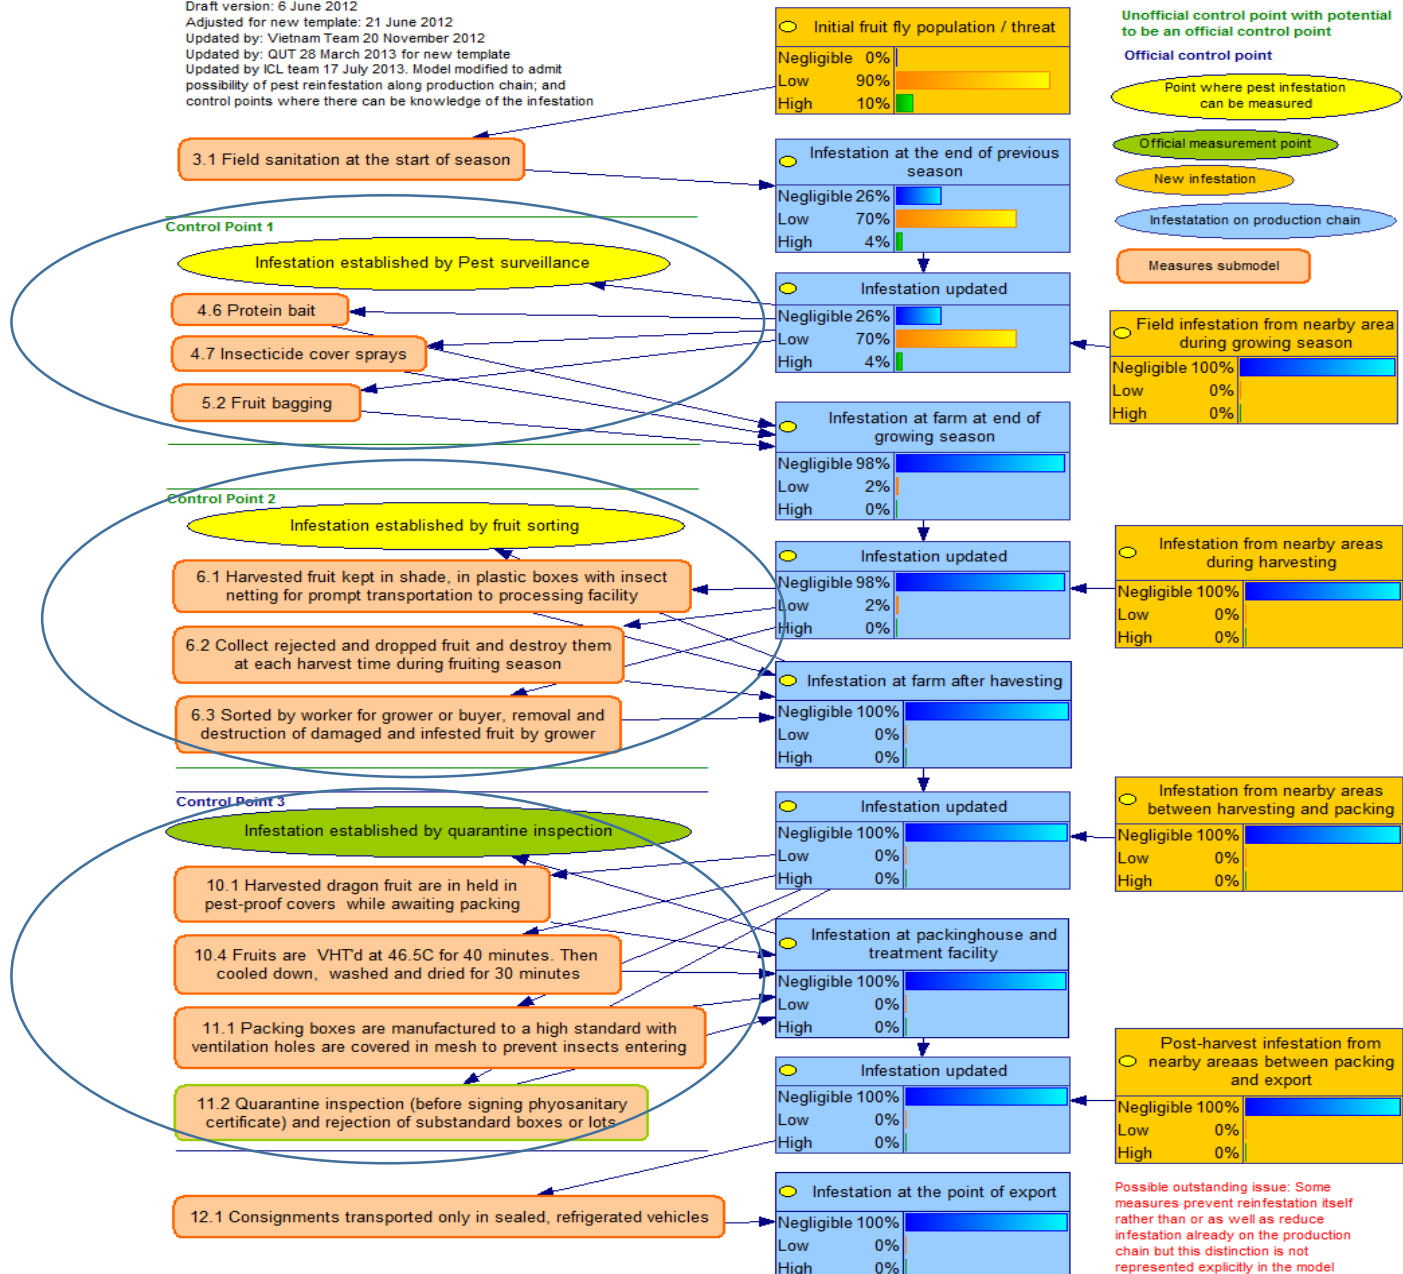 Draft version: 6 June 2012
Adjusted for new template: 21 June 2012
Updated by: Vietnam Team 20 November 2012
Updated by: QUT 28 March 2013 for new template
Updated by ICL team 17 July 2013. Model modified to admit
possibility of pest reinfestation along production chain; and
control points where there can be knowledge of the infestation
Initial fruit fly population / threat
Negligible 0%
Low 90%
High 10%
Unofficial control point with potential
to be an official control point
Official control point
Point where pest infestation
can be measured
Official measurement point
New infestation
Infestatation on production chain
Measures submodel
3.1 Field sanitation at the start of season
Infestation at the end of previous
season
Negligible 26%
Low 70%
High 4%
Control Point 1
Infestation established by Pest surveillance
4.6 Protein bait
4.7 Insecticide cover sprays
5.2 Fruit bagging
Infestation updated
Negligible 26%
Low 70%
High 4%
Field infestation from nearby area
during growing season
Negligible 100%
Low 0%
High 0%
Infestation at farm at end of
growing season
Negligible 98%
Low 2%
High 0%
Control Point 2
Infestation established by fruit sorting
6.1 Harvested fruit kept in shade, in plastic boxes with insect
netting for prompt transportation to processing facility
6.2 Collect rejected and dropped fruit and destroy them
at each harvest time during fruiting season
6.3 Sorted by worker for grower or buyer, removal and
destruction of damaged and infested fruit by grower
Infestation updated
Negligible 98%
Low 2%
High 0%
Infestation from nearby areas
during harvesting
Negligible 100%
Low 0%
High 0%
Infestation at farm after havesting
Negligible 100%
Low 0%
High 0%
Control Point 3
Infestation established by quarantine inspection
10.1 Harvested dragon fruit are in held in
pest-proof covers while awaiting packing
10.4 Fruits are VHT'd at 46.5C for 40 minutes. Then
cooled down, washed and dried for 30 minutes
11.1 Packing boxes are manufactured to a high standard with
ventilation holes are covered in mesh to prevent insects entering
11.2 Quarantine inspection (before signing phyosanitary
certificate) and rejection of substandard boxes or lots
Infestation updated
Negligible 100%
Low 0%
High 0%
Infestation from nearby areas
between harvesting and packing
Negligible 100%
Low 0%
High 0%
Infestation at packinghouse and
treatment facility
Negligible 100%
Low 0%
High 0%
Infestation updated
Negligible 100%
Low 0%
High 0%
Post-harvest infestation from
nearby areaas between packing
and export
Negligible 100%
Low 0%
High 0%
12.1 Consignments transported only in sealed, refrigerated vehicles
Infestation at the point of export
Negligible 100%
Low 0%
High 0%
Possible outstanding issue: Some
measures prevent reinfestation itself
rather than or as well as reduce
infestation already on the production
chain but this distinction is not
represented explicitly in the model